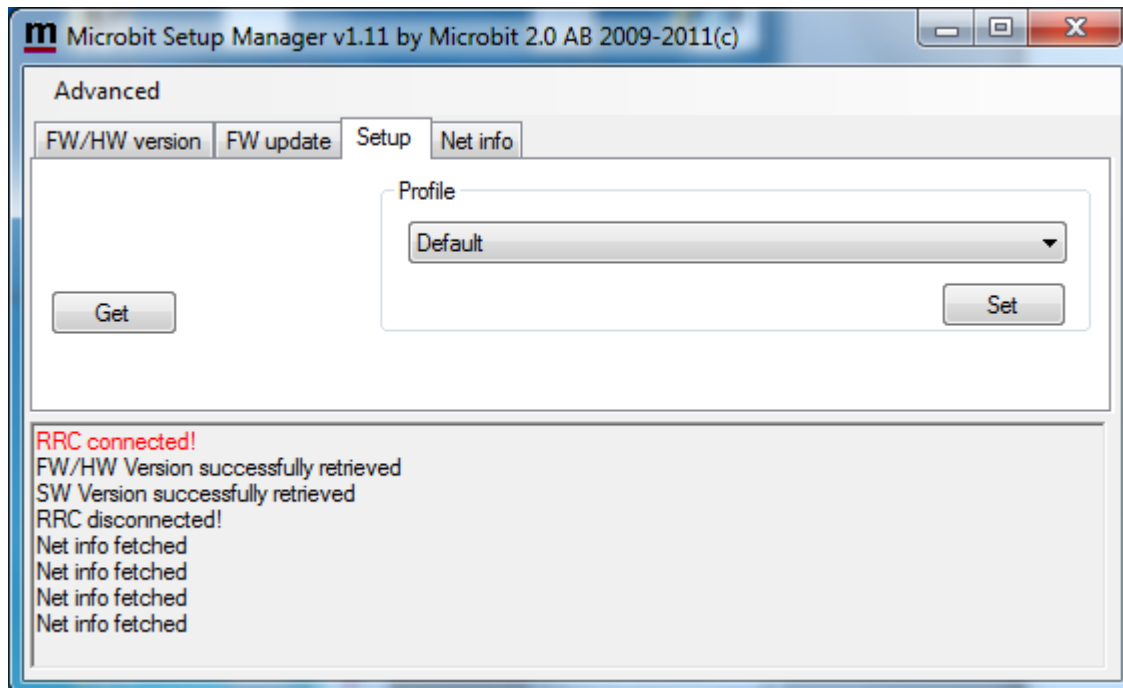 m Microbit Setup Manager v1.11 by Microbit 2.0 AB 2009-2011(c)
Advanced
FW/HW version FW update Setup Net info
Profile
Default
Get Set
RRC connected!
FW/HW Version successfully retrieved
SW Version successfully retrieved
RRC disconnected!
Net info fetched
Net info fetched
Net info fetched
Net info fetched